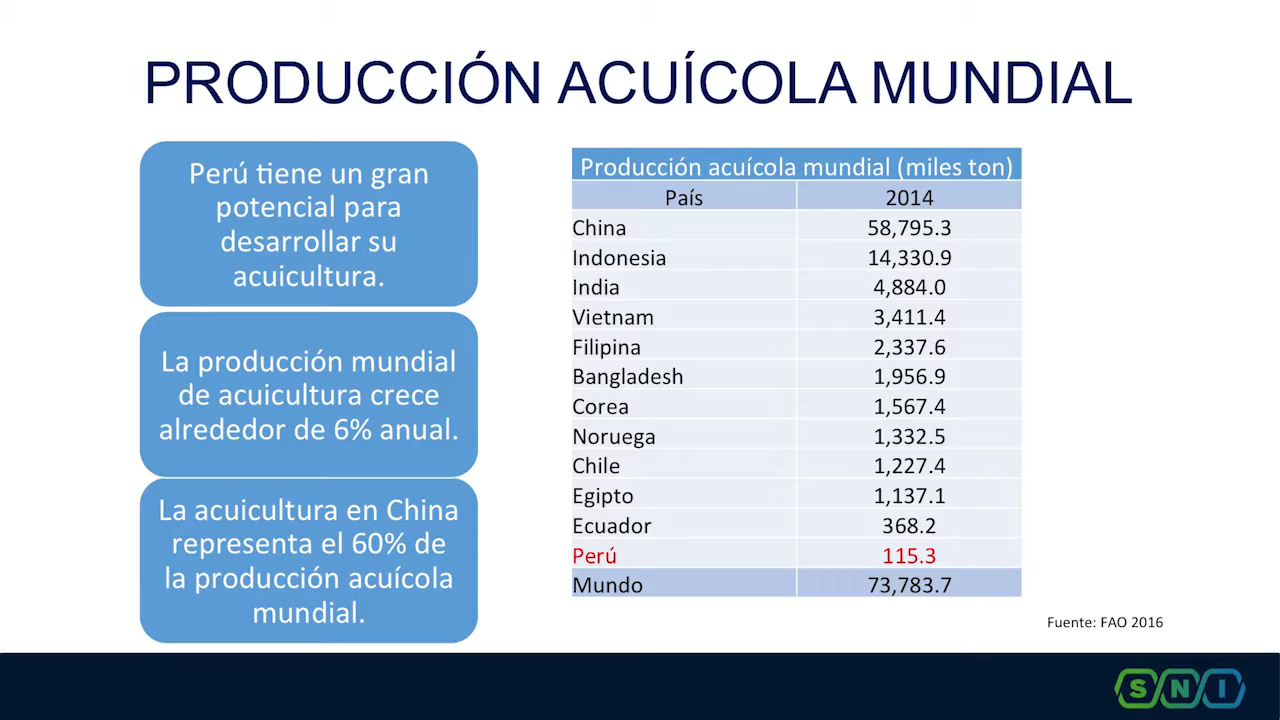 PRODUCCIÓN ACUÍCOLA MUNDIAL
Perú tiene un gran
potencial para
desarrollar su
acuicultura.
La producción mundial
de acuicultura crece
alrededor de 6% anual.
La acuicultura en China
representa el 60% de
la producción acuícola
mundial.
Producción acuícola mundial (miles ton)
País 2014
China 58,795.3
Indonesia 14,330.9
India 4,884.0
Vietnam 3,411.4
Filipina 2,337.6
Bangladesh 1,956.9
Corea 1,567.4
Noruega 1,332.5
Chile 1,227.4
Egipto 1,137.1
Ecuador 368.2
Perú 115.3
Mundo 73,783.7
Fuente: FAO 2016
SNI